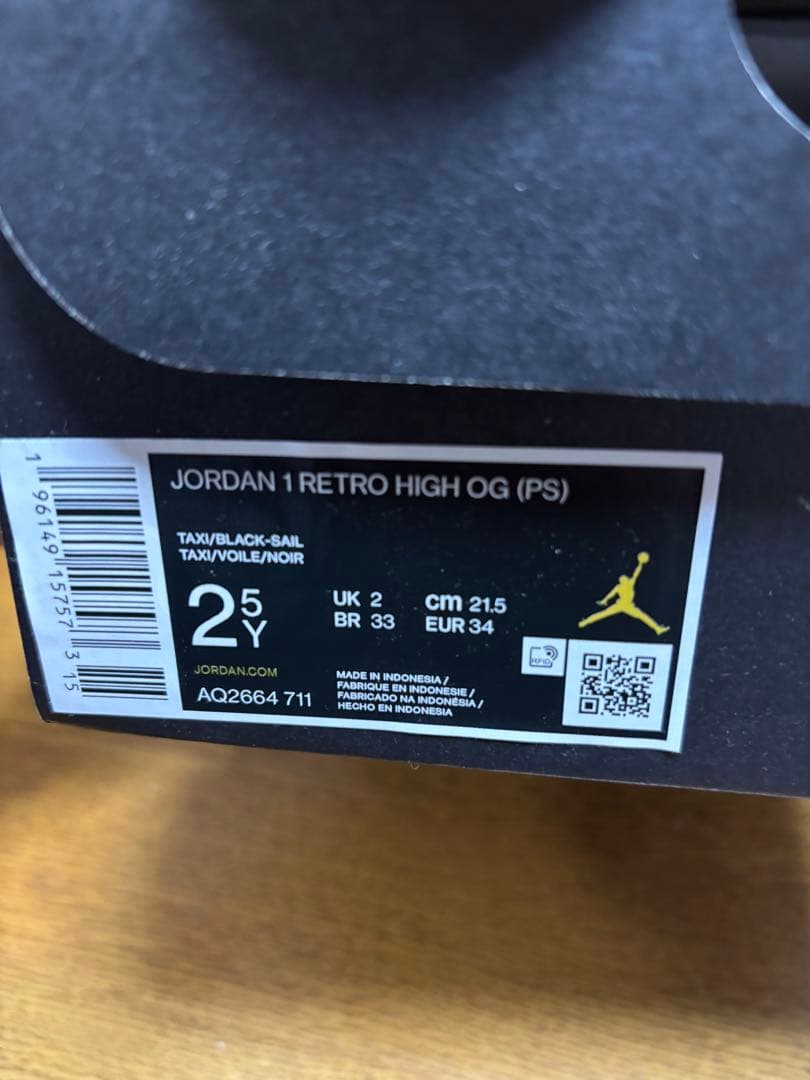 JORDAN 1 RETRO HIGH OG (PS)
TAXI/BLACK-SAIL
TAXI/VOILE/NOIR
2 5Y
UK 2 cm 21.5
BR 33 EUR 34
RFID
JORDAN.COM
AQ2664 711
MADE IN INDONESIA /
FABRIQUE EN INDONESIE /
FABRICADO NA INDONÉSIA /
HECHO EN INDONESIA
1 96149 15757 3 15